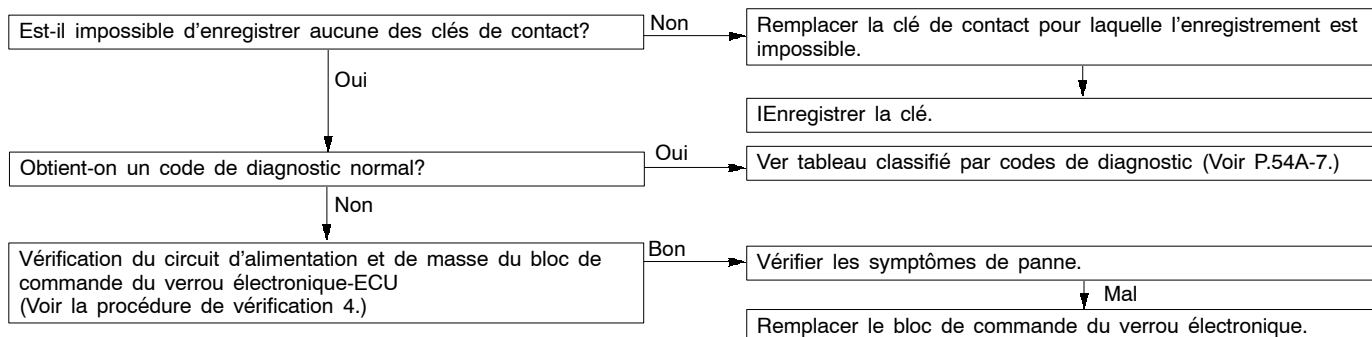 Est-il impossible d'enregistrer aucune des clés de contact?
Non
Remplacer la clé de contact pour laquelle l'enregistrement est
impossible.
Oui
IEnregistrer la clé.
Obtient-on un code de diagnostic normal?
Oui
Ver tableau classifié par codes de diagnostic (Voir P.54A-7.)
Non
Vérification du circuit d'alimentation et de masse du bloc de
commande du verrou électronique-ECU
(Voir la procédure de vérification 4.)
Bon
Vérifier les symptômes de panne.
Mal
Remplacer le bloc de commande du verrou électronique.